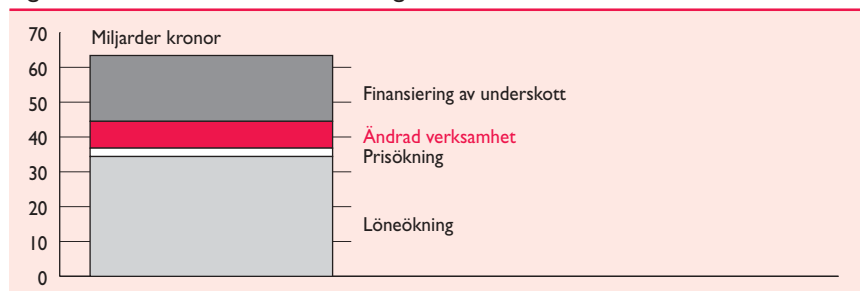 70
Miljarder kronor
60
Finansiering av underskott
50
40
Ändrad verksamhet
Prisökning
30
20
Löneökning
10
0